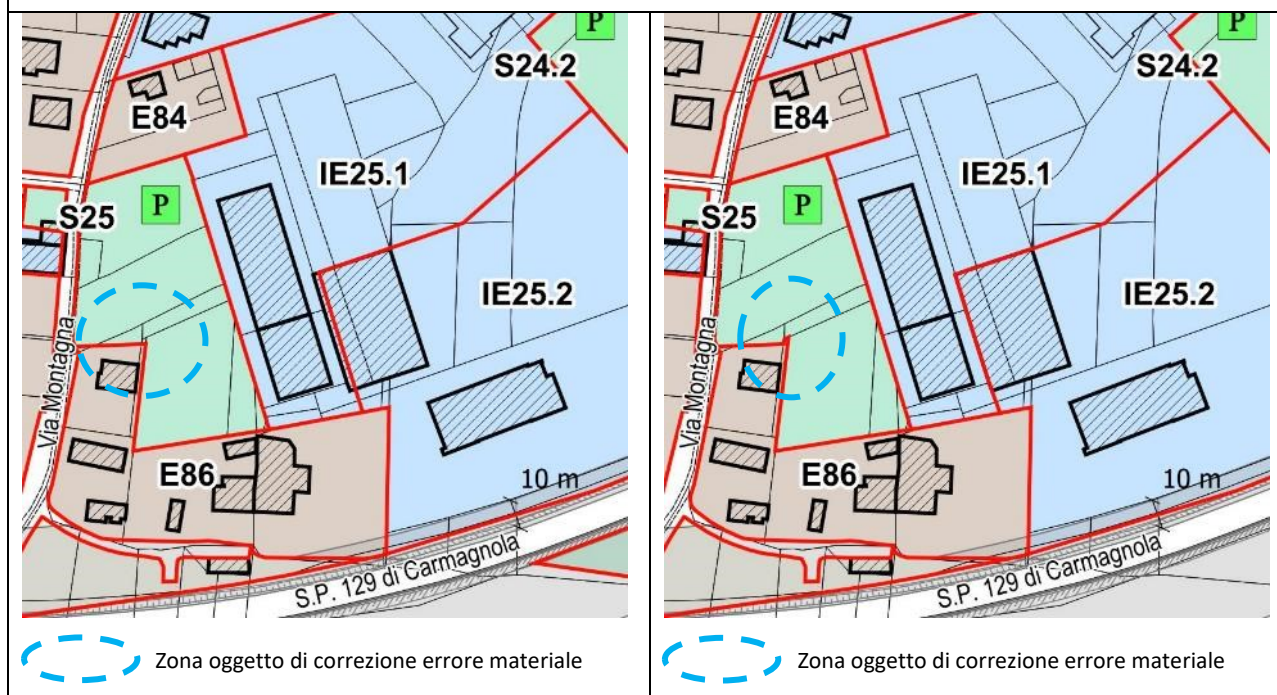 P
S24.2
E84
IE25.1
P
S25
IE25.2
Via Montagna
E86
10 m
S.P. 129 di Carmagnola
Zona oggetto di correzione errore materiale
P
S24.2
E84
IE25.1
P
S25
IE25.2
Via Montagna
E86
10 m
S.P. 129 di Carmagnola
Zona oggetto di correzione errore materiale